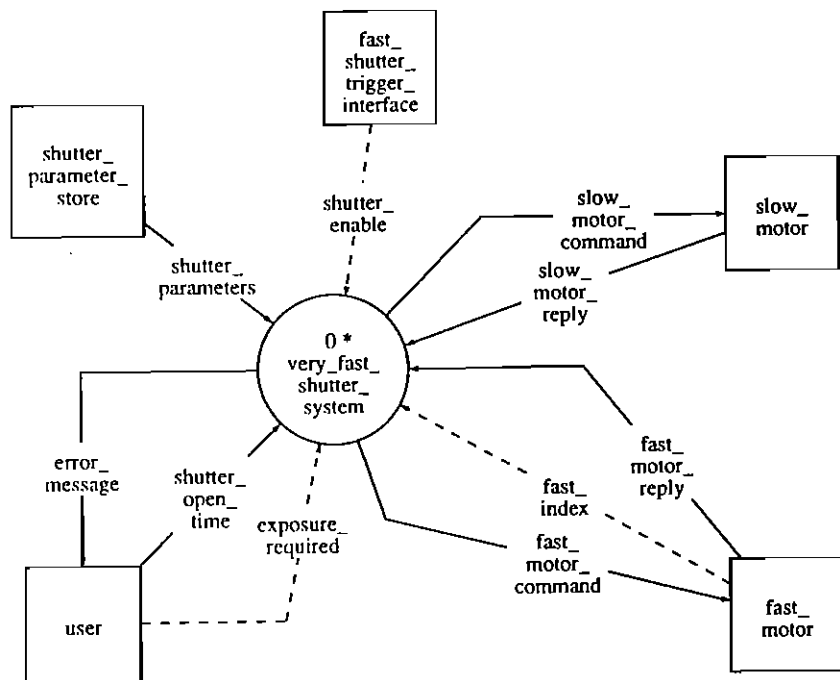 fast_
shutter_
trigger_
interface
shutter_
parameter_
store
shutter_
enable
slow_
motor_
command
slow_
motor
shutter_
parameters
slow_
motor_
reply
0 *
very_fast_
shutter_
system
error_
message
shutter_
open_
time
exposure_
required
fast_
index
fast_
motor_
reply
fast_
motor_
command
user
fast_
motor